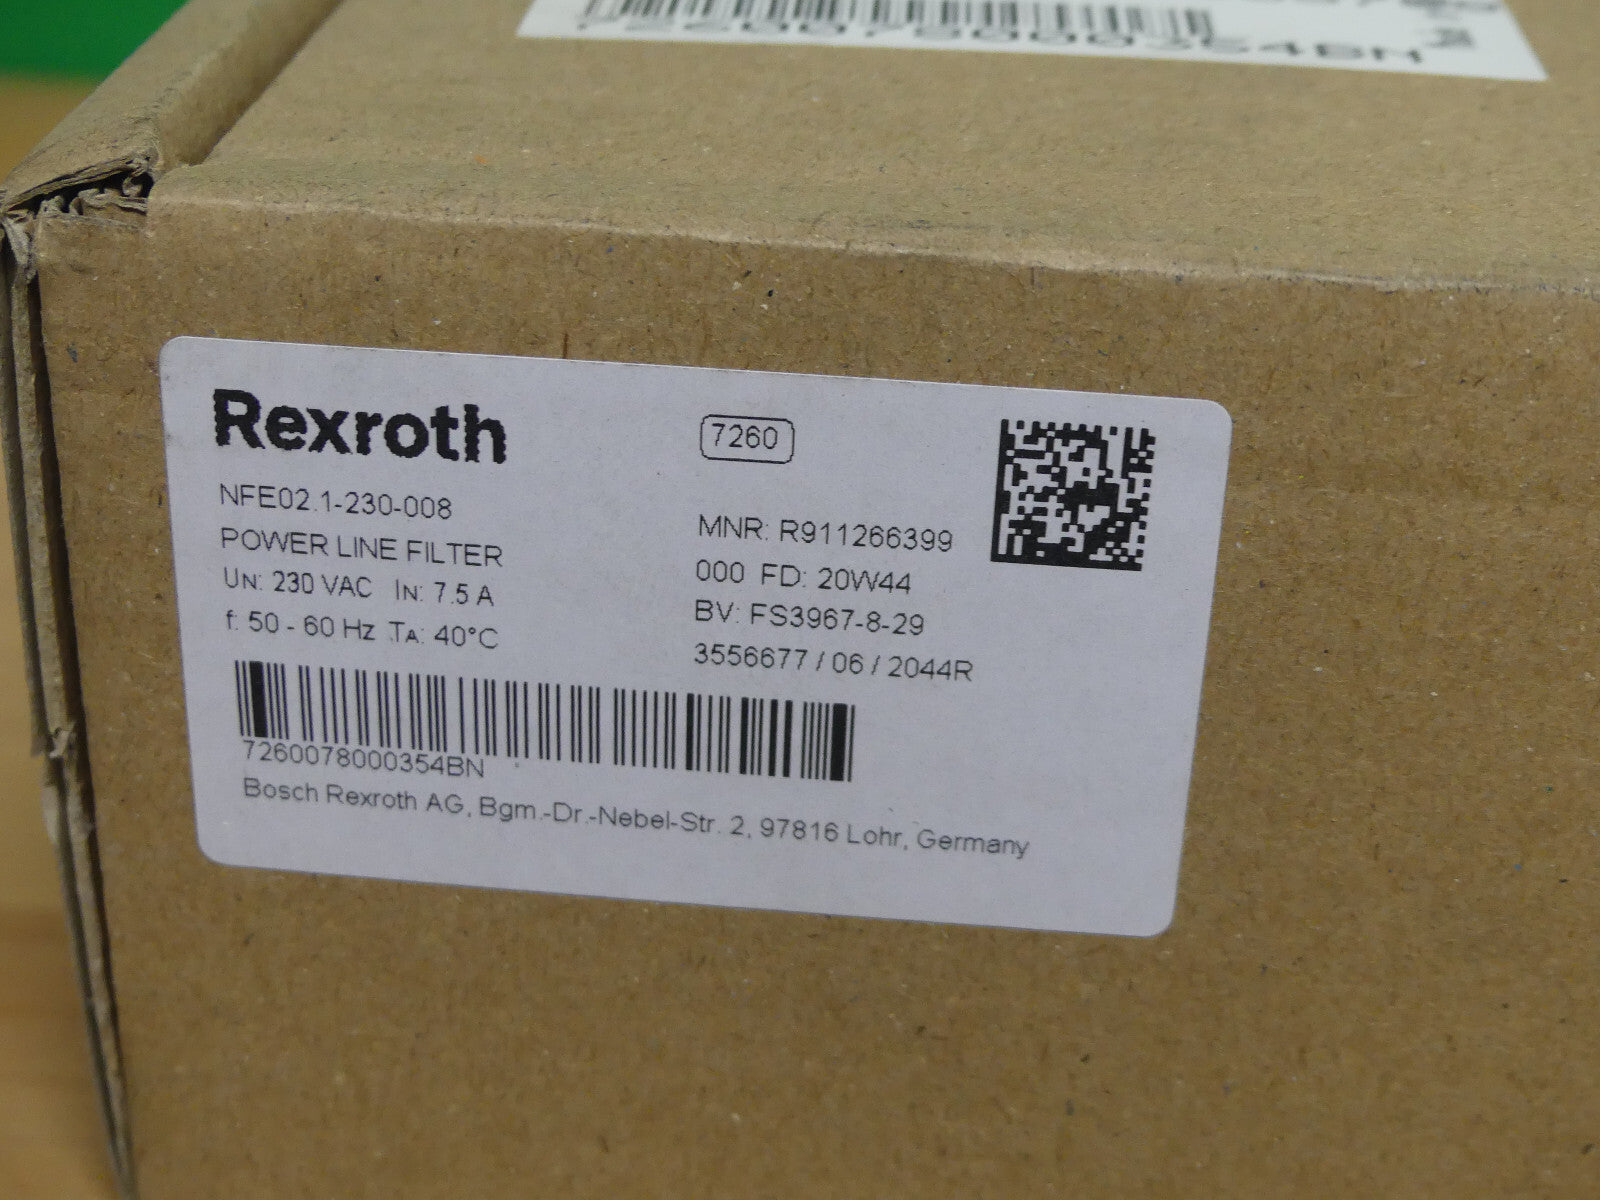 7260078000354BN
Rexroth
7260
NFE02.1-230-008
POWER LINE FILTER
UN: 230 VAC IN: 7.5 A
f: 50 - 60 Hz TA: 40°C
MNR: R911266399
000 FD: 20W44
BV: FS3967-8-29
3556677 / 06 / 2044R
7260078000354BN
Bosch Rexroth AG, Bgm.-Dr.-Nebel-Str. 2, 97816 Lohr, Germany